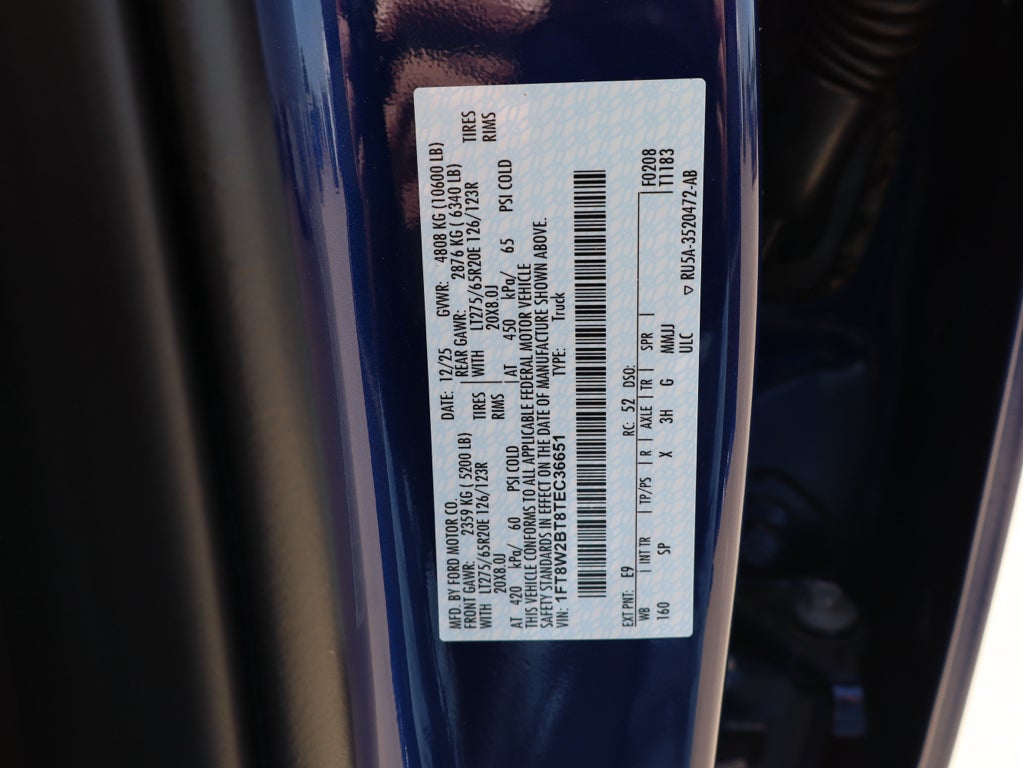 MFD. BY FORD MOTOR CO. DATE: 12/25 GVWR: 4808 KG (10600 LB)
FRONT GAWR: 2359 KG ( 5200 LB) REAR GAWR: 2876 KG ( 6340 LB)
WITH LT275/65R20E 126/123R TIRES WITH LT275/65R20E 126/123R TIRES
20X8.0J RIMS 20X8.0J RIMS
AT 420 kPa/ 60 PSI COLD AT 450 kPa/ 65 PSI COLD
THIS VEHICLE CONFORMS TO ALL APPLICABLE FEDERAL MOTOR VEHICLE
SAFETY STANDARDS IN EFFECT ON THE DATE OF MANUFACTURE SHOWN ABOVE.
VIN: 1FT8W2BT8TEC36651 TYPE: Truck
EXT PNT: E9 RC: 52 DSO: F0208
WB INT TR TP/PS R AXLE TR SPR T1183
160 SP X 3H G MMJJ
ULC ▽ RU5A-3520472-AB